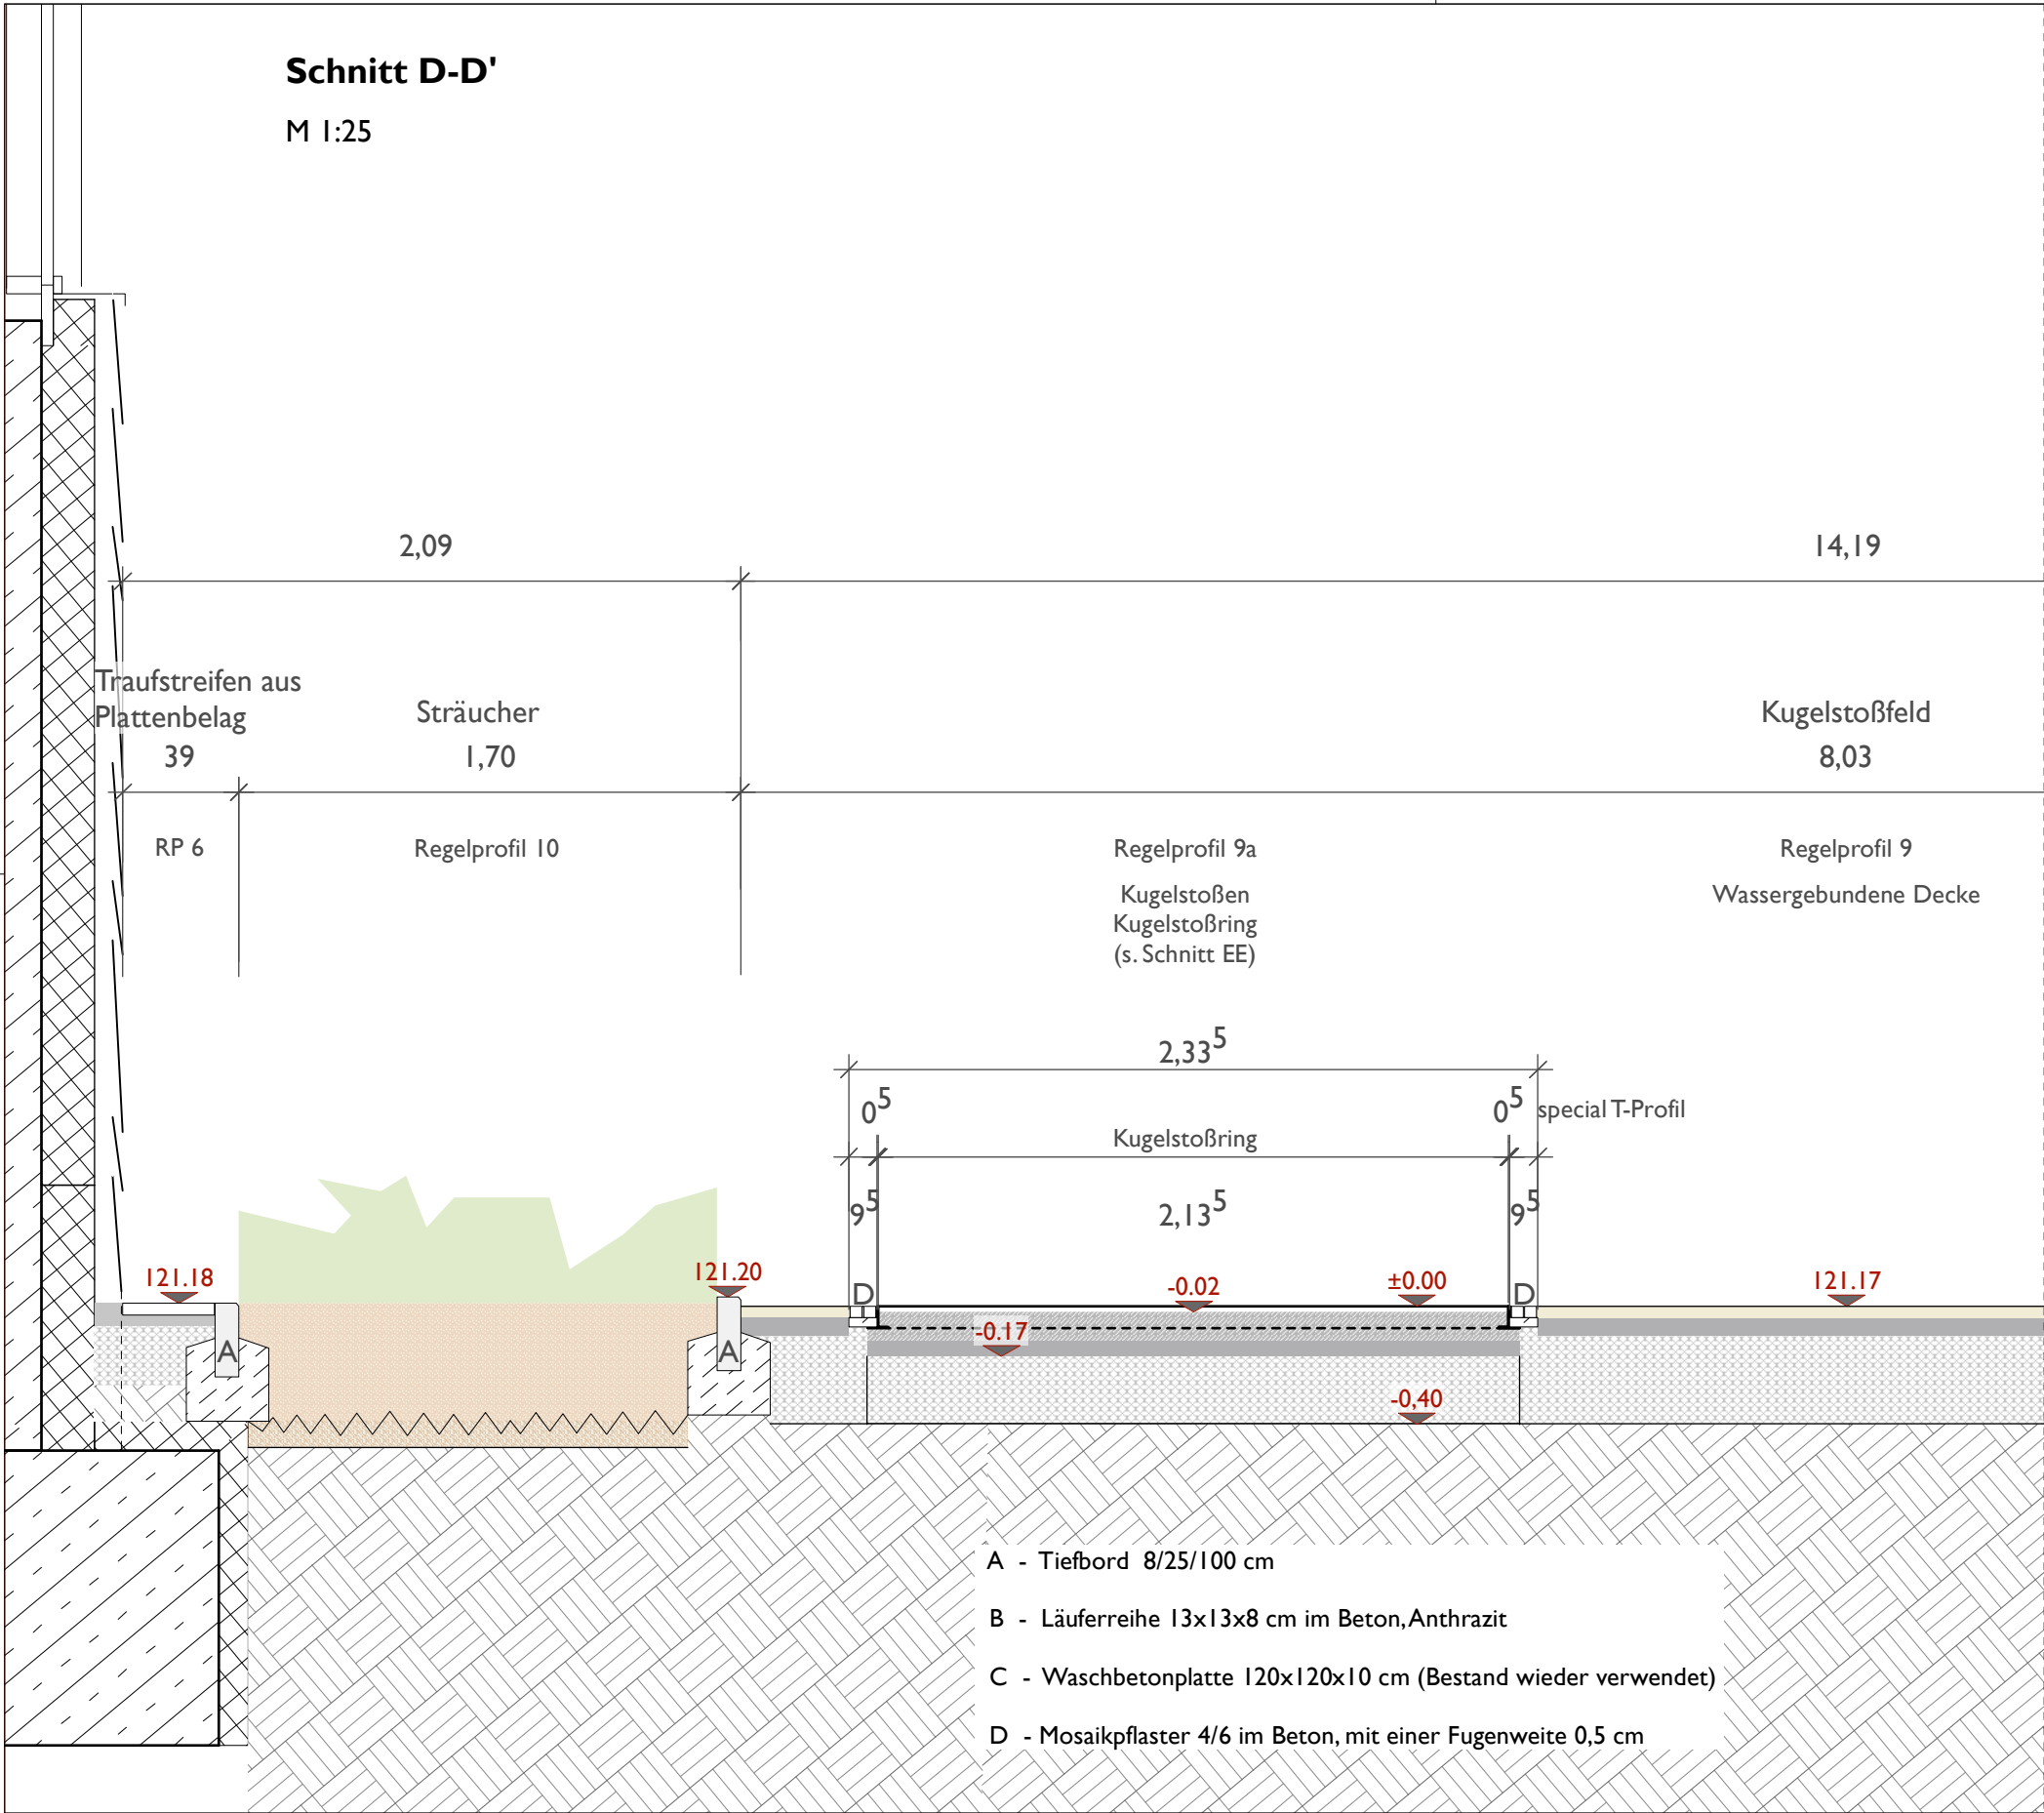 Schnitt D-D'
M 1:25
2,09
14,19
Traufstreifen aus
Plattenbelag
39
Sträucher
1,70
Kugelstoßfeld
8,03
RP 6
Regelprofil 10
Regelprofil 9a
Kugelstoßen
Kugelstoßring
(s. Schnitt EE)
Regelprofil 9
Wassergebundene Decke
2,33⁵
0⁵
0⁵
special T-Profil
Kugelstoßring
9⁵
2,13⁵
9⁵
121.18
121.20
-0.02
±0.00
121.17
D
D
-0.17
A
A
-0,40
A - Tiefbord 8/25/100 cm
B - Läuferreihe 13x13x8 cm im Beton, Anthrazit
C - Waschbetonplatte 120x120x10 cm (Bestand wieder verwendet)
D - Mosaikpflaster 4/6 im Beton, mit einer Fugenweite 0,5 cm